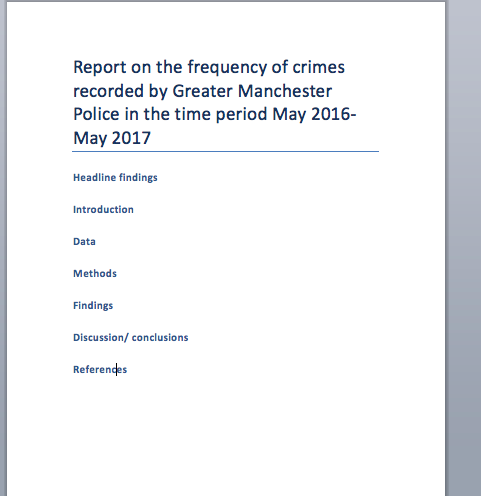 Report on the frequency of crimes
recorded by Greater Manchester
Police in the time period May 2016-
May 2017
Headline findings
Introduction
Data
Methods
Findings
Discussion/ conclusions
References